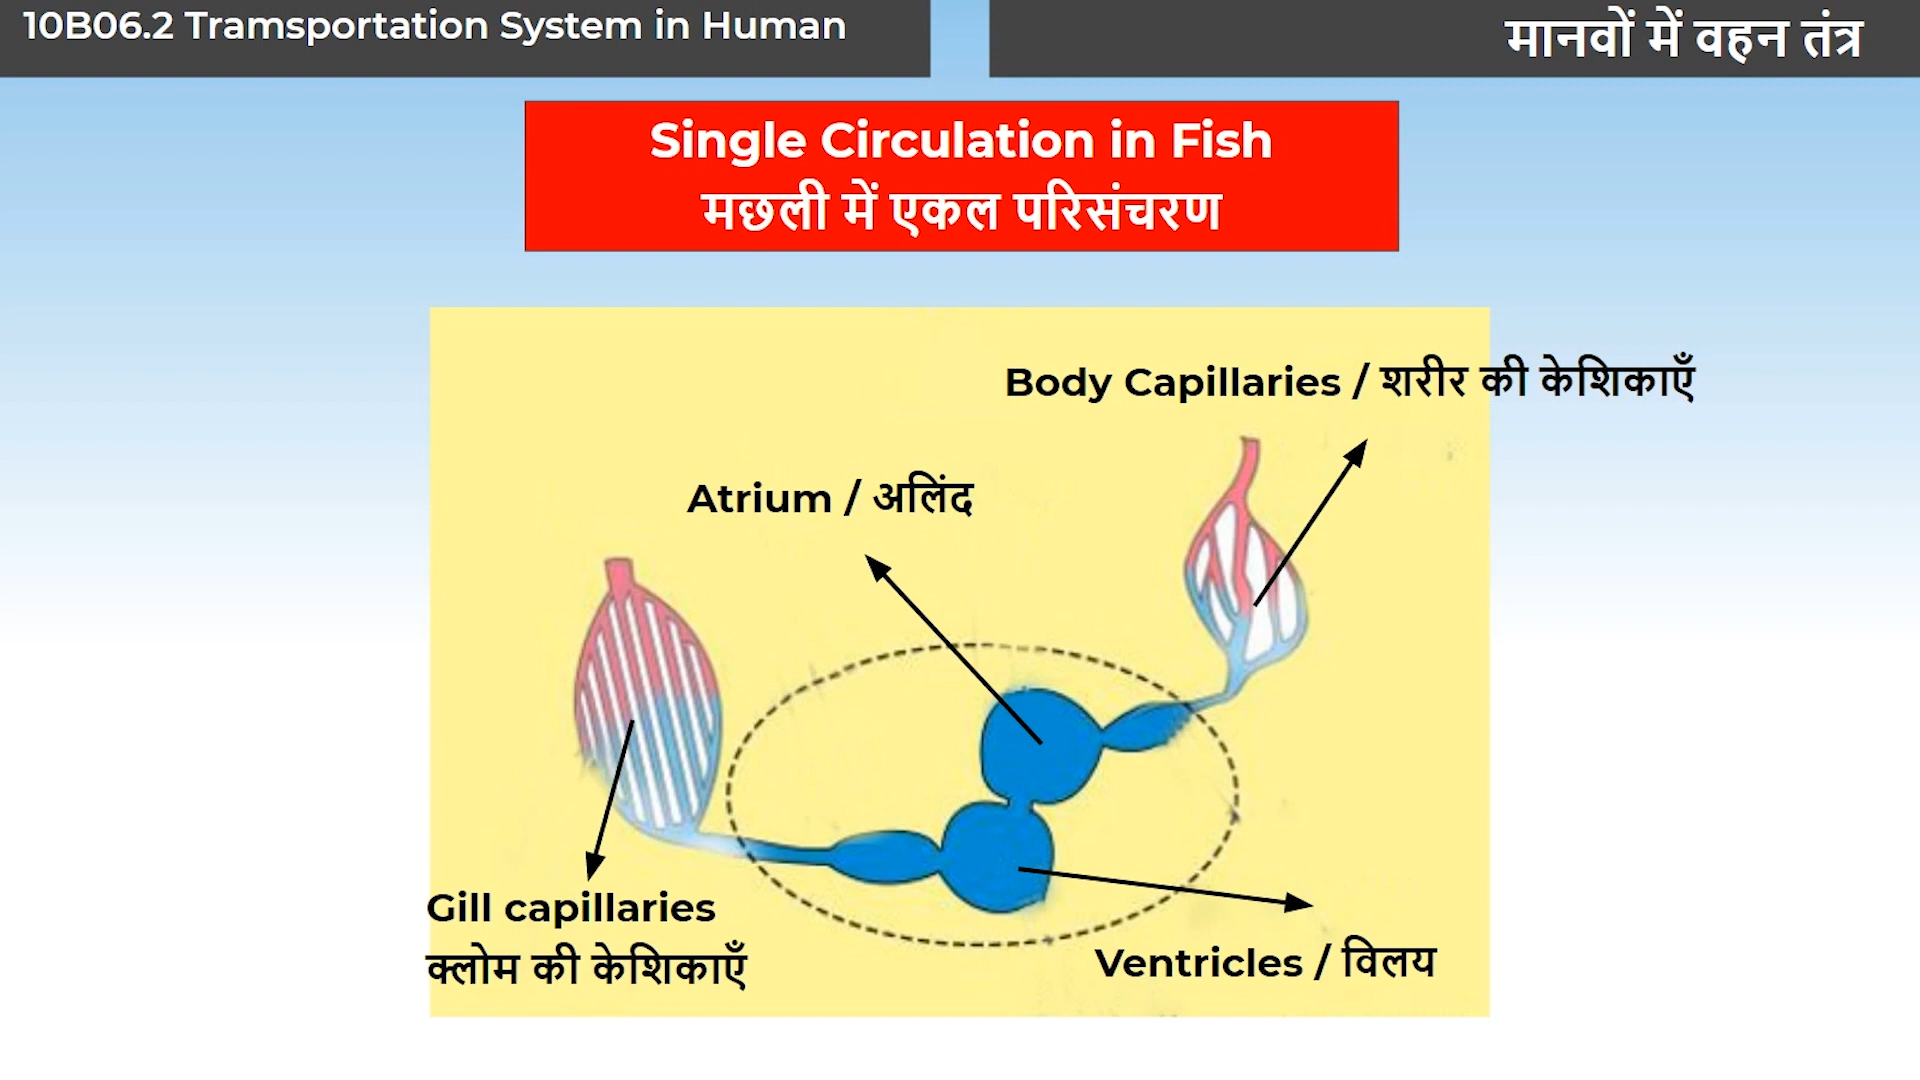 10B06.2 Tramsportation System in Human
मानवों में वहन तंत्र
Single Circulation in Fish
मछली में एकल परिसंचरण
Body Capillaries / शरीर की केशिकाएँ
Atrium / अलिंद
Gill capillaries
क्लोम की केशिकाएँ
Ventricles / विलय